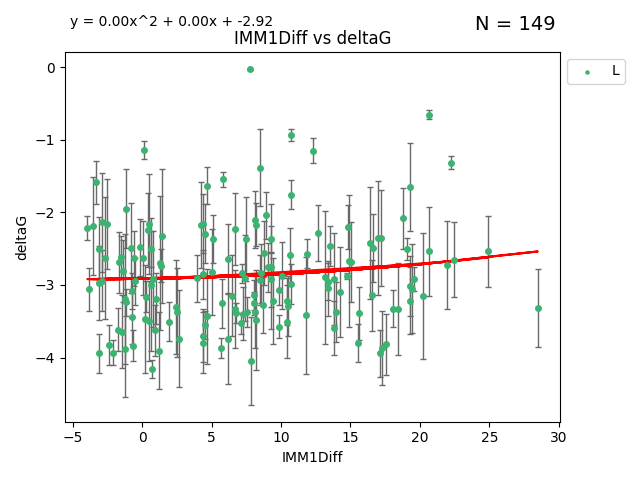 y = 0.00x^2 + 0.00x + -2.92
N = 149
IMM1Diff vs deltaG
L
deltaG
0
−1
−2
−3
−4
−5 0 5 10 15 20 25 30
IMM1Diff